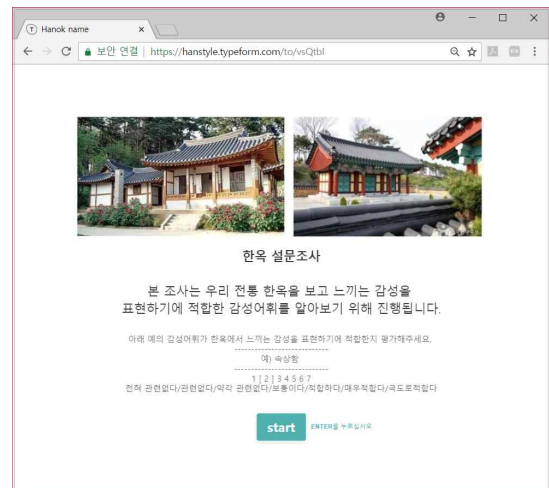 Hanok name
보안 연결 | https://hanstyle.typeform.com/to/vsQtbl
한옥 설문조사
본 조사는 우리 전통 한옥을 보고 느끼는 감성을
표현하기에 적합한 감성어휘를 알아보기 위해 진행됩니다.
아래 예의 감성어휘가 한옥에서 느끼는 감성을 표현하기에 적합한지 평가해주세요.
----------------------------
예) 속상함
----------------------------
1 | 2 | 3 4 5 6 7
전혀 관련없다/관련없다/약간 관련없다/보통이다/적합하다/매우적합다/극도로적합다
start ENTER를 누르십시오